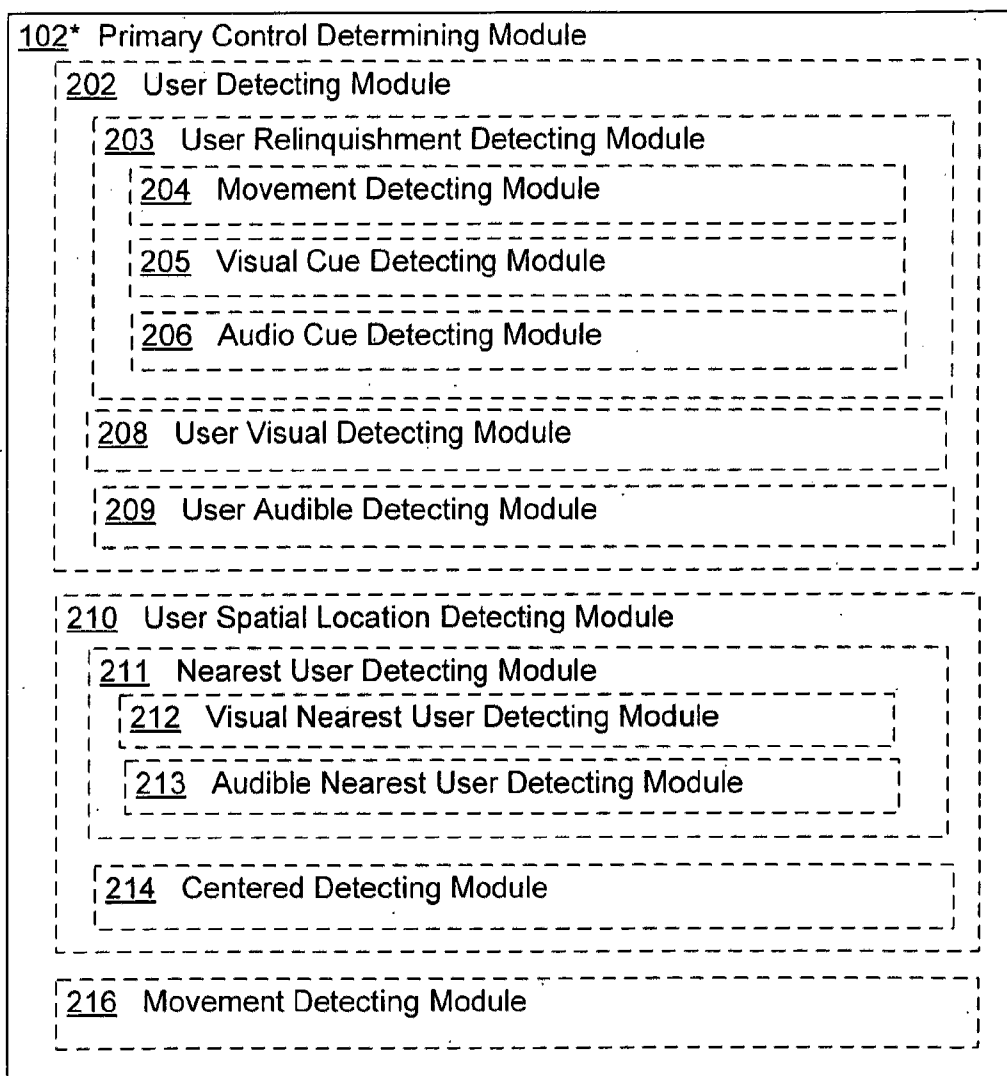 102* Primary Control Determining Module
202 User Detecting Module
203 User Relinquishment Detecting Module
204 Movement Detecting Module
205 Visual Cue Detecting Module
206 Audio Cue Detecting Module
208 User Visual Detecting Module
209 User Audible Detecting Module
210 User Spatial Location Detecting Module
211 Nearest User Detecting Module
212 Visual Nearest User Detecting Module
213 Audible Nearest User Detecting Module
214 Centered Detecting Module
216 Movement Detecting Module